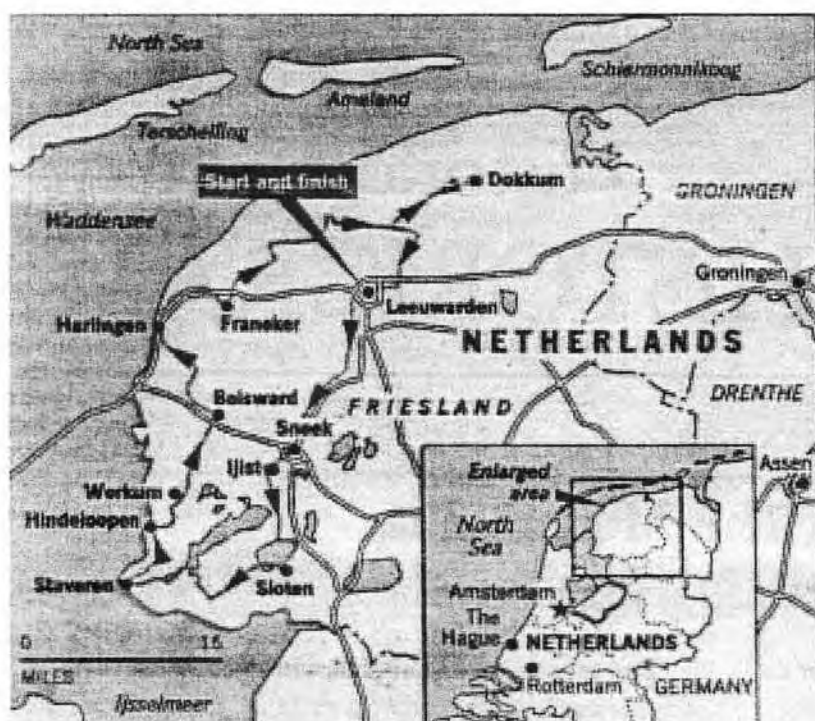 North Sea
Schiermonnikoog
Ameland
Terschelling
Start and finish
Dokkum
GRONINGEN
Waddensee
Groningen
Leeuwarden
Harlingen
Franeker
NETHERLANDS
DRENTHE
Bolsward
FRIESLAND
Sneek
Ijlst
Enlarged
area
Assen
Workum
Hindeloopen
North
Sea
Staveren
Sloten
Amsterdam
The
Hague
NETHERLANDS
0 15
MILES
Rotterdam
GERMANY
Ijsselmeer